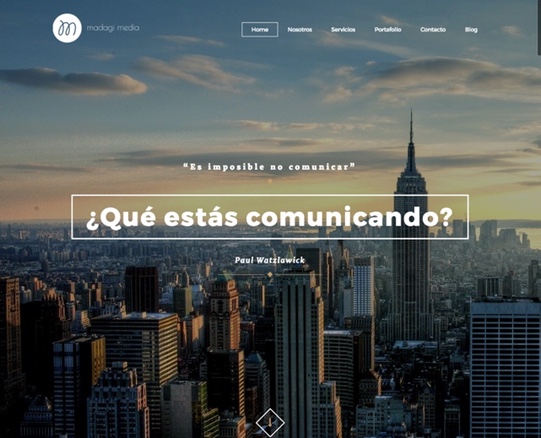 madagi media
Home Nosotros Servicios Portafolio Contacto Blog
“Es imposible no comunicar”
¿Qué estás comunicando?
Paul Watzlawick